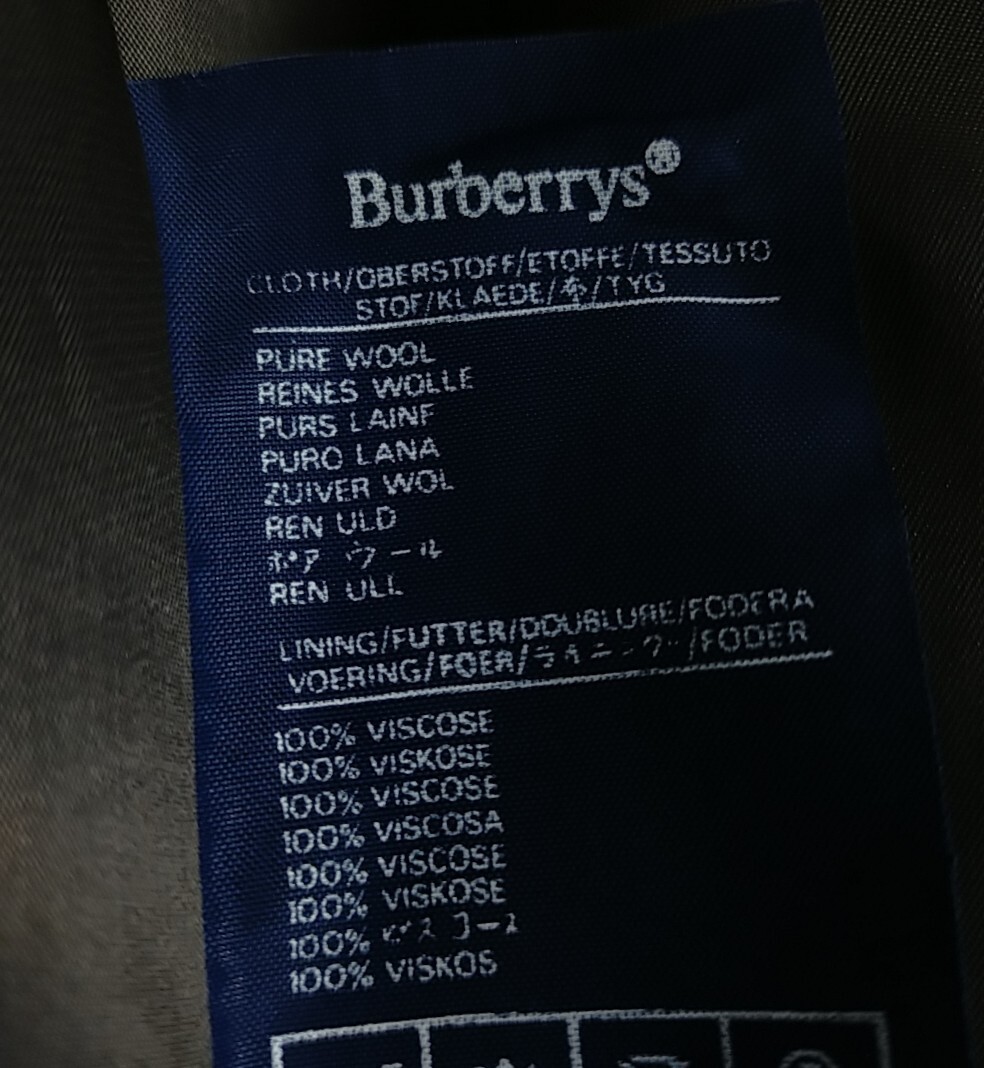 Burberrys®
CLOTH/OBERSTOFF/ETOFFE/TESSUTO
STOF/KLAEDE/布/TYG
PURE WOOL
REINES WOLLE
PURS LAINE
PURO LANA
ZUIVER WOL
REN ULD
ポア ウール
REN ULL
LINING/FUTTER/DOUBLURE/FODERA
VOERING/FOER/ライニング/FODER
100% VISCOSE
100% VISKOSE
100% VISCOSE
100% VISCOSA
100% VISCOSE
100% VISKOSE
100% ビスコース
100% VISKOS